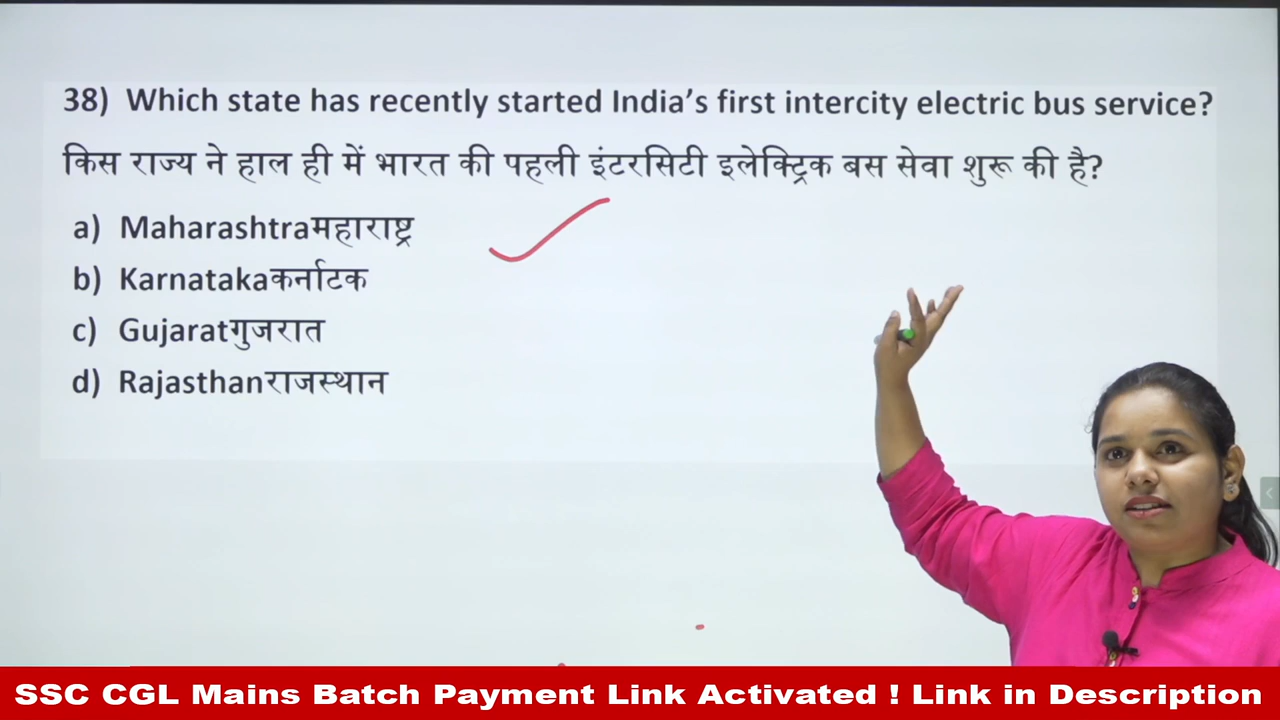 38) Which state has recently started India's first intercity electric bus service?
किस राज्य ने हाल ही में भारत की पहली इंटरसिटी इलेक्ट्रिक बस सेवा शुरू की है?
a) Maharashtraमहाराष्ट्र
b) Karnatakaकर्नाटक
c) Gujaratगुजरात
d) Rajasthanराजस्थान
SSC CGL Mains Batch Payment Link Activated ! Link in Description